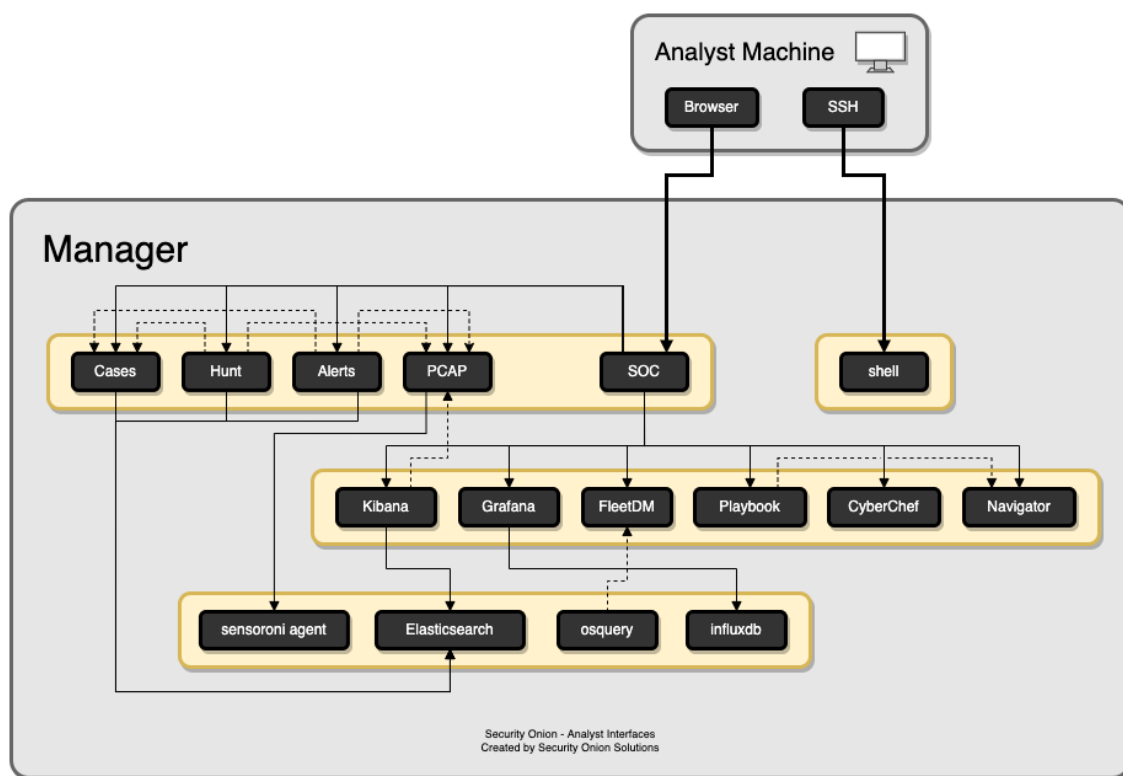 Analyst Machine
Browser
SSH
Manager
Cases
Hunt
Alerts
PCAP
SOC
shell
Kibana
Grafana
FleetDM
Playbook
CyberChef
Navigator
sensoroni agent
Elasticsearch
osquery
influxdb
Security Onion - Analyst Interfaces
Created by Security Onion Solutions